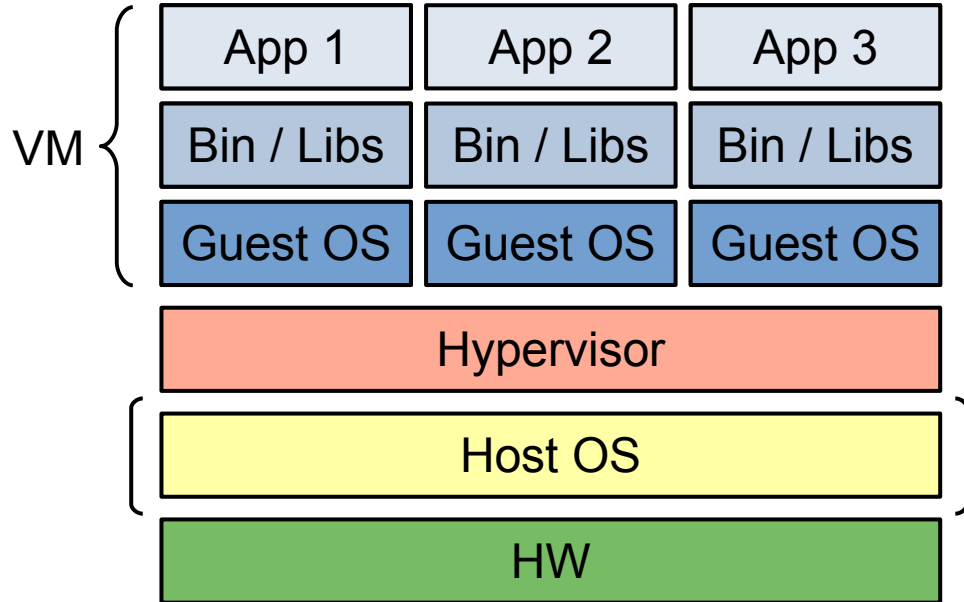 App 1 App 2 App 3
VM
Bin / Libs Bin / Libs Bin / Libs
Guest OS Guest OS Guest OS
Hypervisor
Host OS
HW